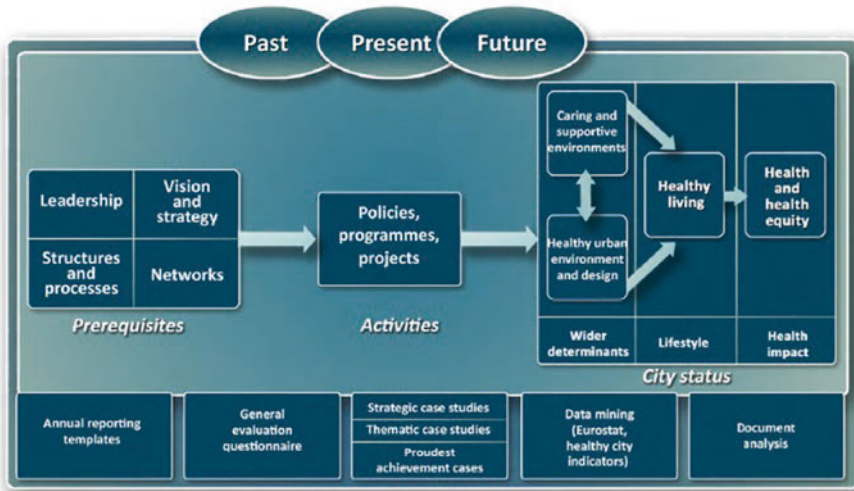 Past
Present
Future
Leadership
Vision
and
strategy
Structures
and
processes
Networks
Prerequisites
Policies,
programmes,
projects
Activities
Caring and
supportive
environments
Healthy urban
environment
and design
Healthy
living
Health
and
health
equity
Wider
determinants
Lifestyle
Health
impact
City status
Annual reporting
templates
General
evaluation
questionnaire
Strategic case studies
Thematic case studies
Proudest
achievement cases
Data mining
(Eurostat,
healthy city
indicators)
Document
analysis